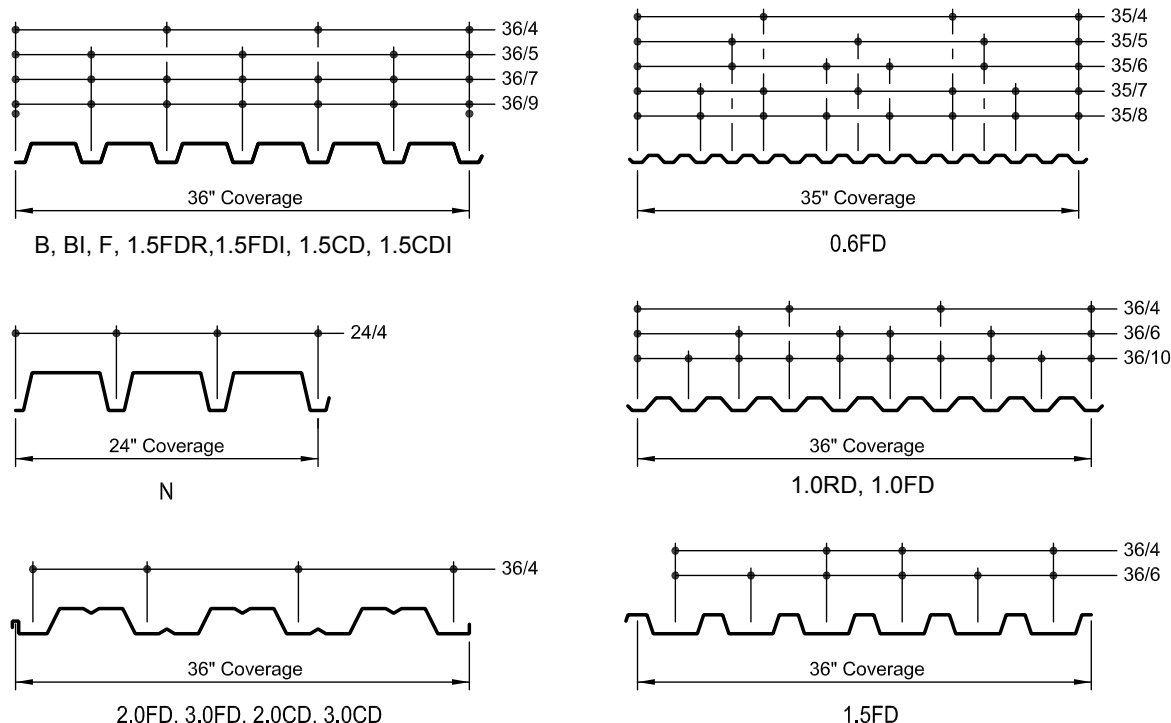 36/4
36/5
36/7
36/9
36" Coverage
B, BI, F, 1.5FDR,1.5FDI, 1.5CD, 1.5CDI
35/4
35/5
35/6
35/7
35/8
35" Coverage
0.6FD
24/4
24" Coverage
N
36/4
36/6
36/10
36" Coverage
1.0RD, 1.0FD
36/4
36" Coverage
2.0FD, 3.0FD, 2.0CD, 3.0CD
36/4
36/6
36" Coverage
1.5FD